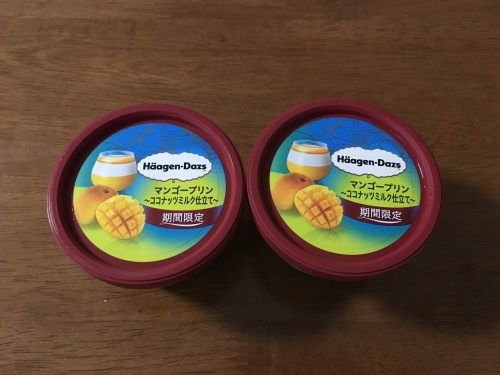 Häagen-Dazs
マンゴープリン
〜ココナッツミルク仕立て〜
期間限定
Häagen-Dazs
マンゴープリン
〜ココナッツミルク仕立て〜
期間限定